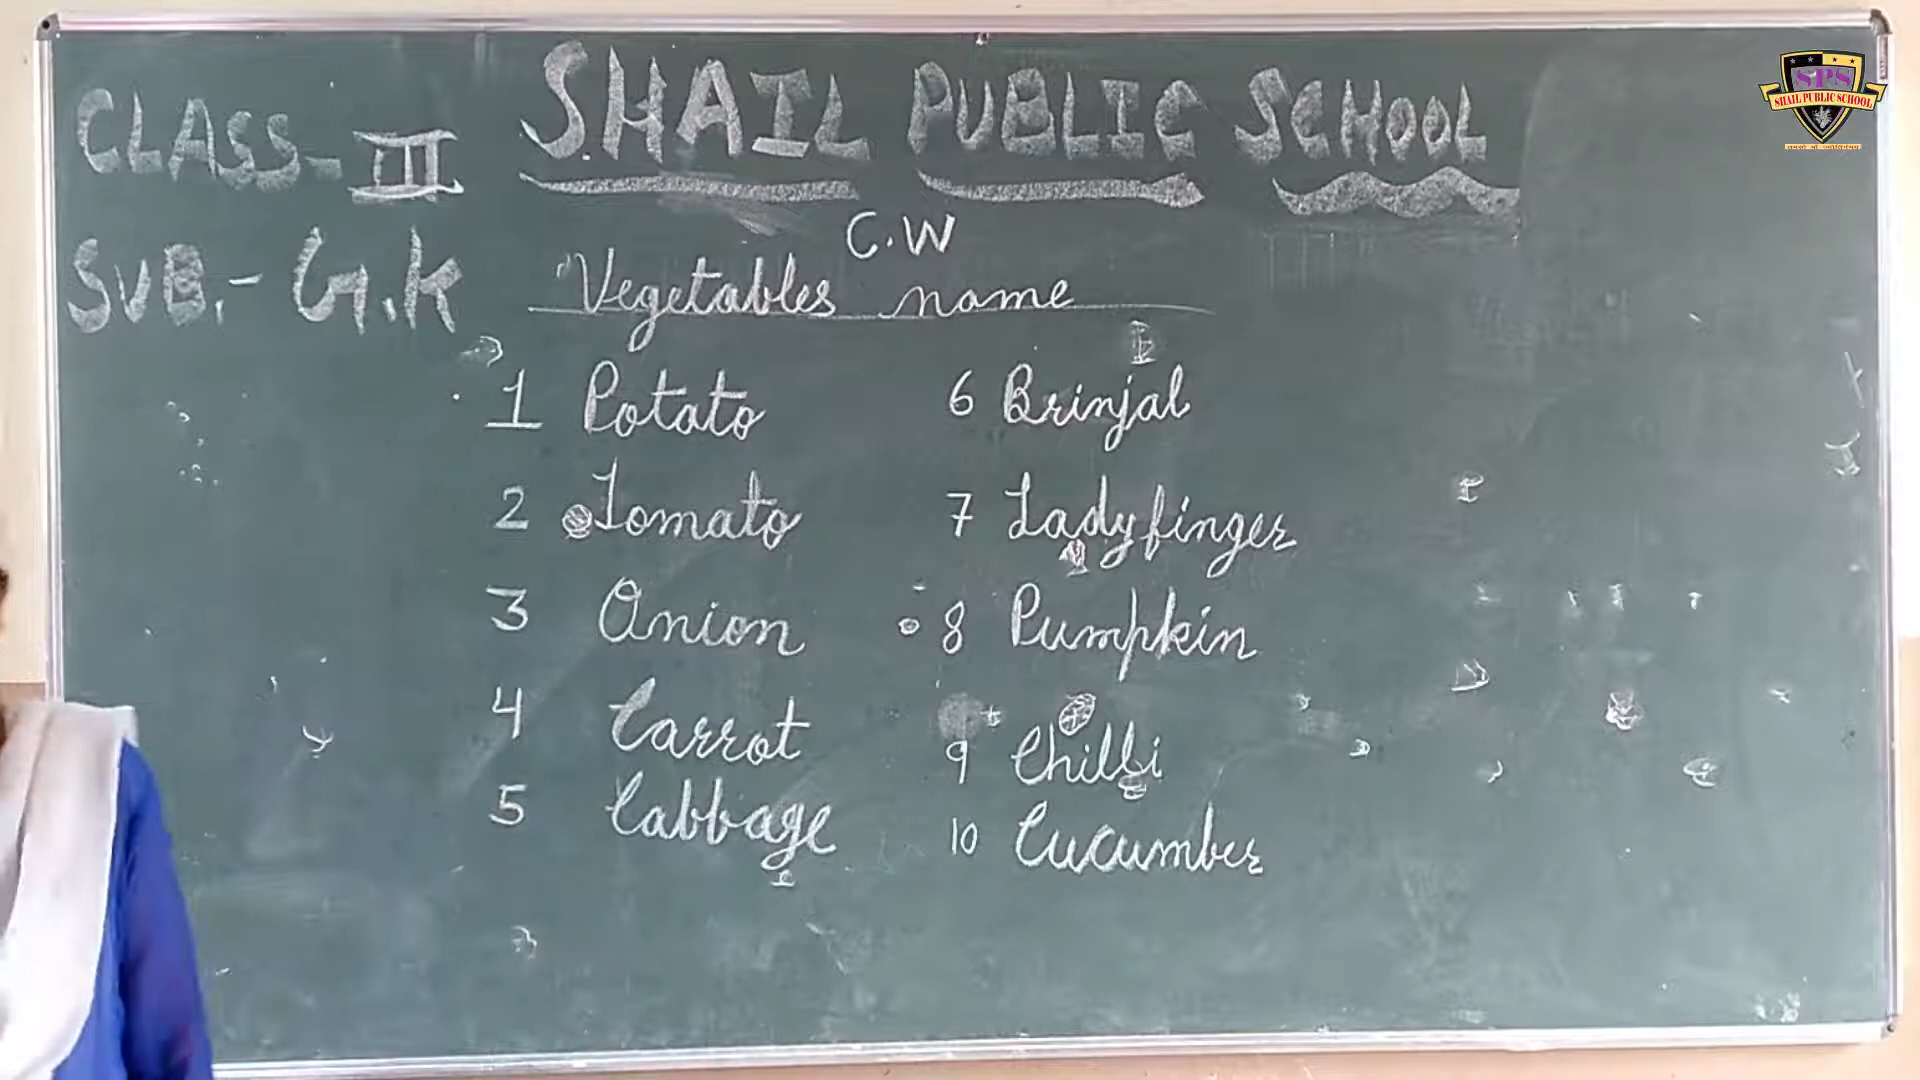 SHAIL PUBLIC SCHOOL
CLASS-III
SUB.- G.K
C.W
Vegetables name
1 Potato
2 Tomato
3 Onion
4 Carrot
5 Cabbage
6 Brinjal
7 Ladyfinger
8 Pumpkin
9 Chilli
10 Cucumber
SPS
SHAIL PUBLIC SCHOOL